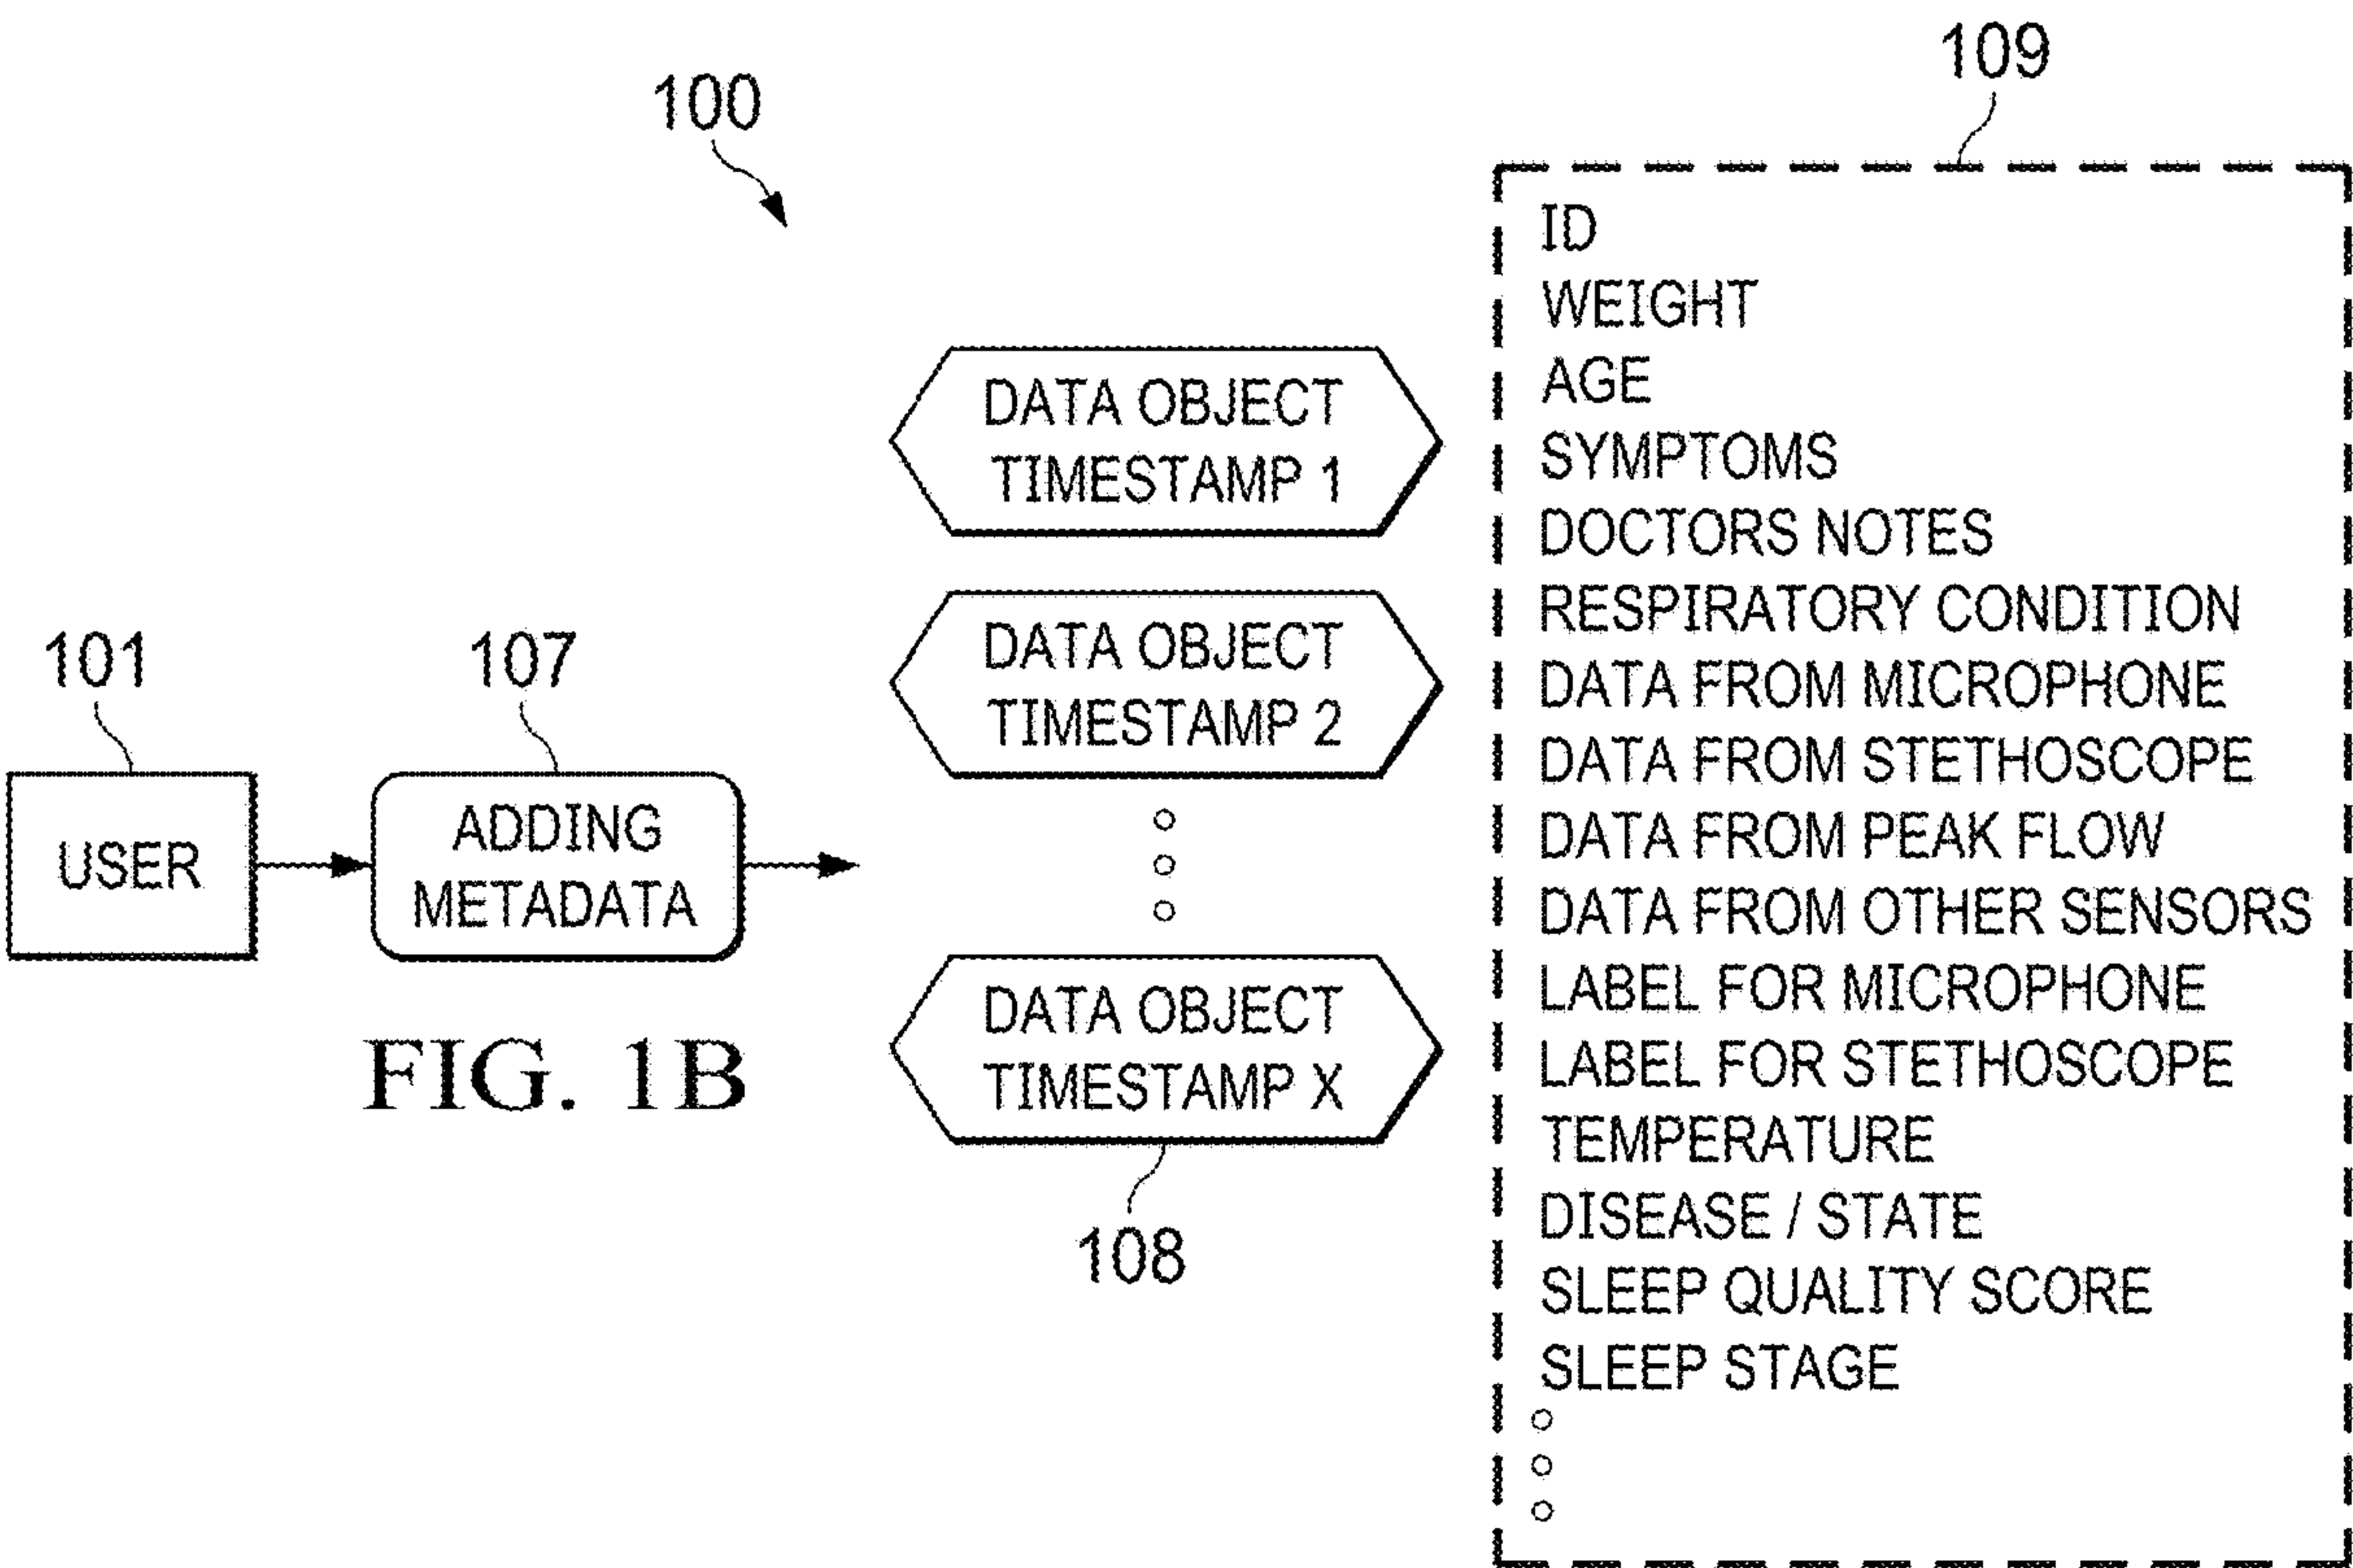 100
109
101
107
USER
ADDING
METADATA
FIG. 1B
DATA OBJECT
TIMESTAMP 1
DATA OBJECT
TIMESTAMP 2
DATA OBJECT
TIMESTAMP X
108
ID
WEIGHT
AGE
SYMPTOMS
DOCTORS NOTES
RESPIRATORY CONDITION
DATA FROM MICROPHONE
DATA FROM STETHOSCOPE
DATA FROM PEAK FLOW
DATA FROM OTHER SENSORS
LABEL FOR MICROPHONE
LABEL FOR STETHOSCOPE
TEMPERATURE
DISEASE / STATE
SLEEP QUALITY SCORE
SLEEP STAGE